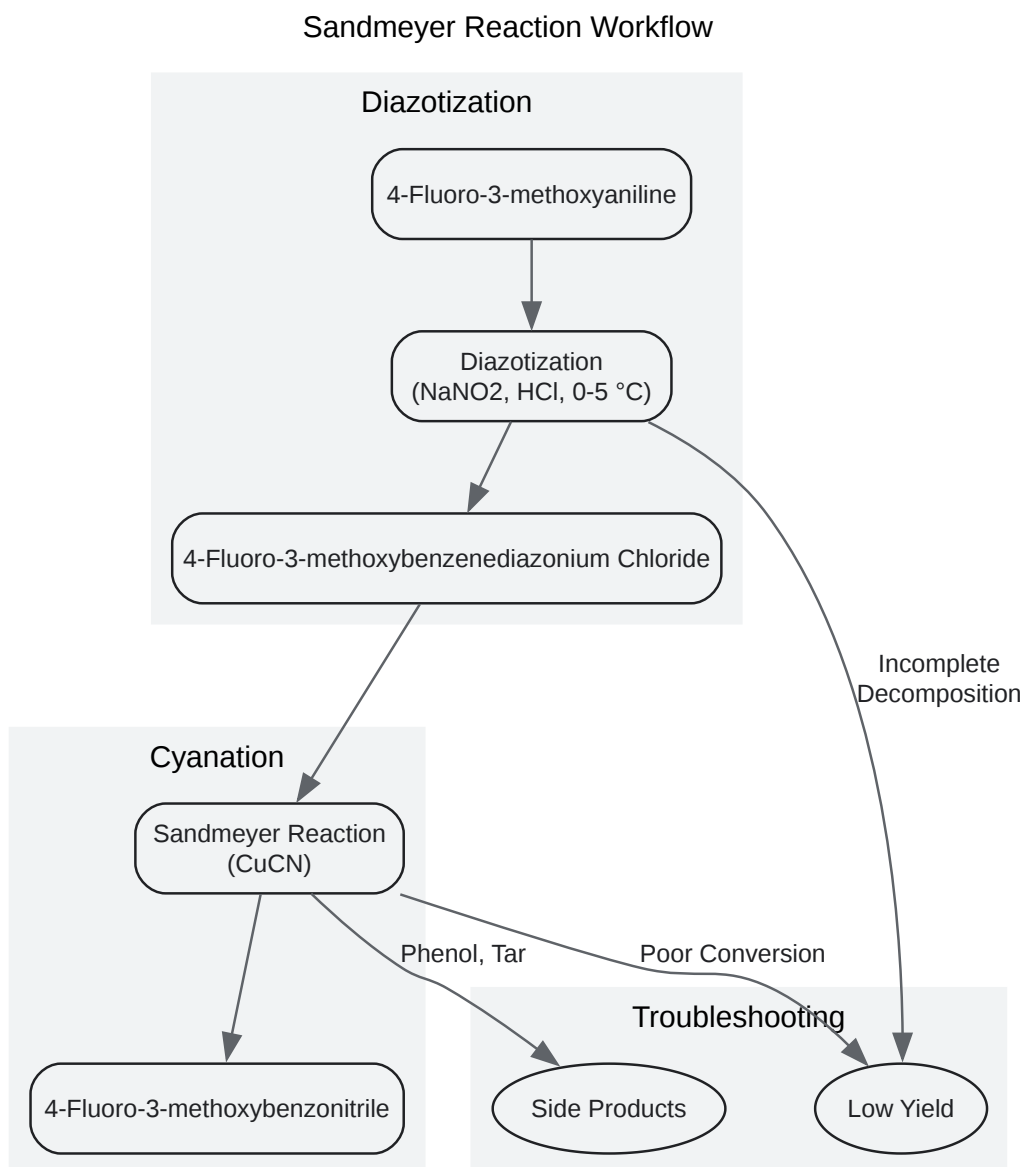 Sandmeyer Reaction Workflow
Diazotization
4-Fluoro-3-methoxyaniline
Diazotization
(NaNO2, HCl, 0-5 °C)
4-Fluoro-3-methoxybenzenediazonium Chloride
Incomplete
Decomposition
Cyanation
Sandmeyer Reaction
(CuCN)
Phenol, Tar
Poor Conversion
Troubleshooting
4-Fluoro-3-methoxybenzonitrile
Side Products
Low Yield